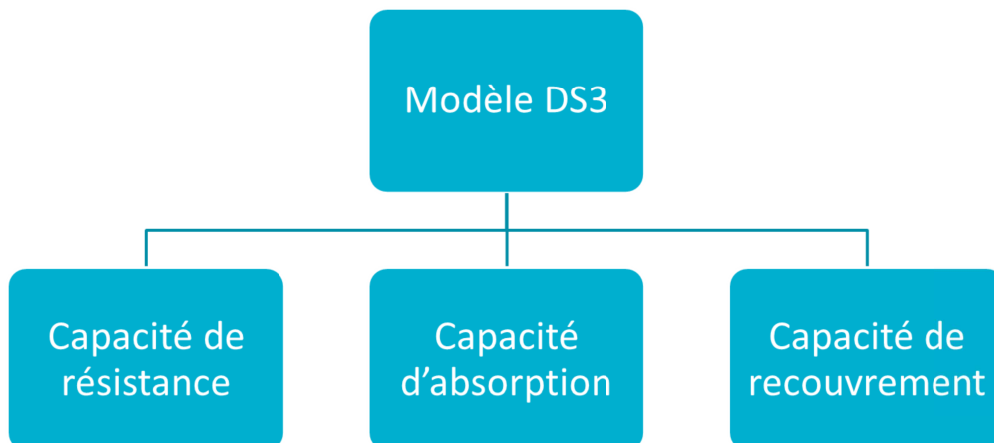 Modèle DS3
Capacité de
résistance
Capacité
d’absorption
Capacité de
recouvrement